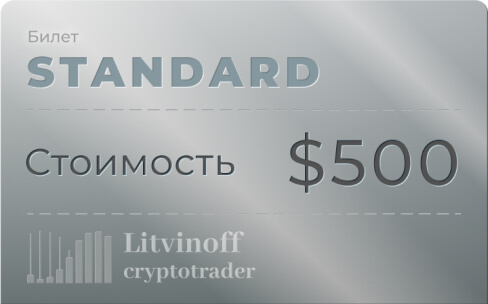 Билет
STANDARD
Стоимость $500
Litvinoff
cryptotrader